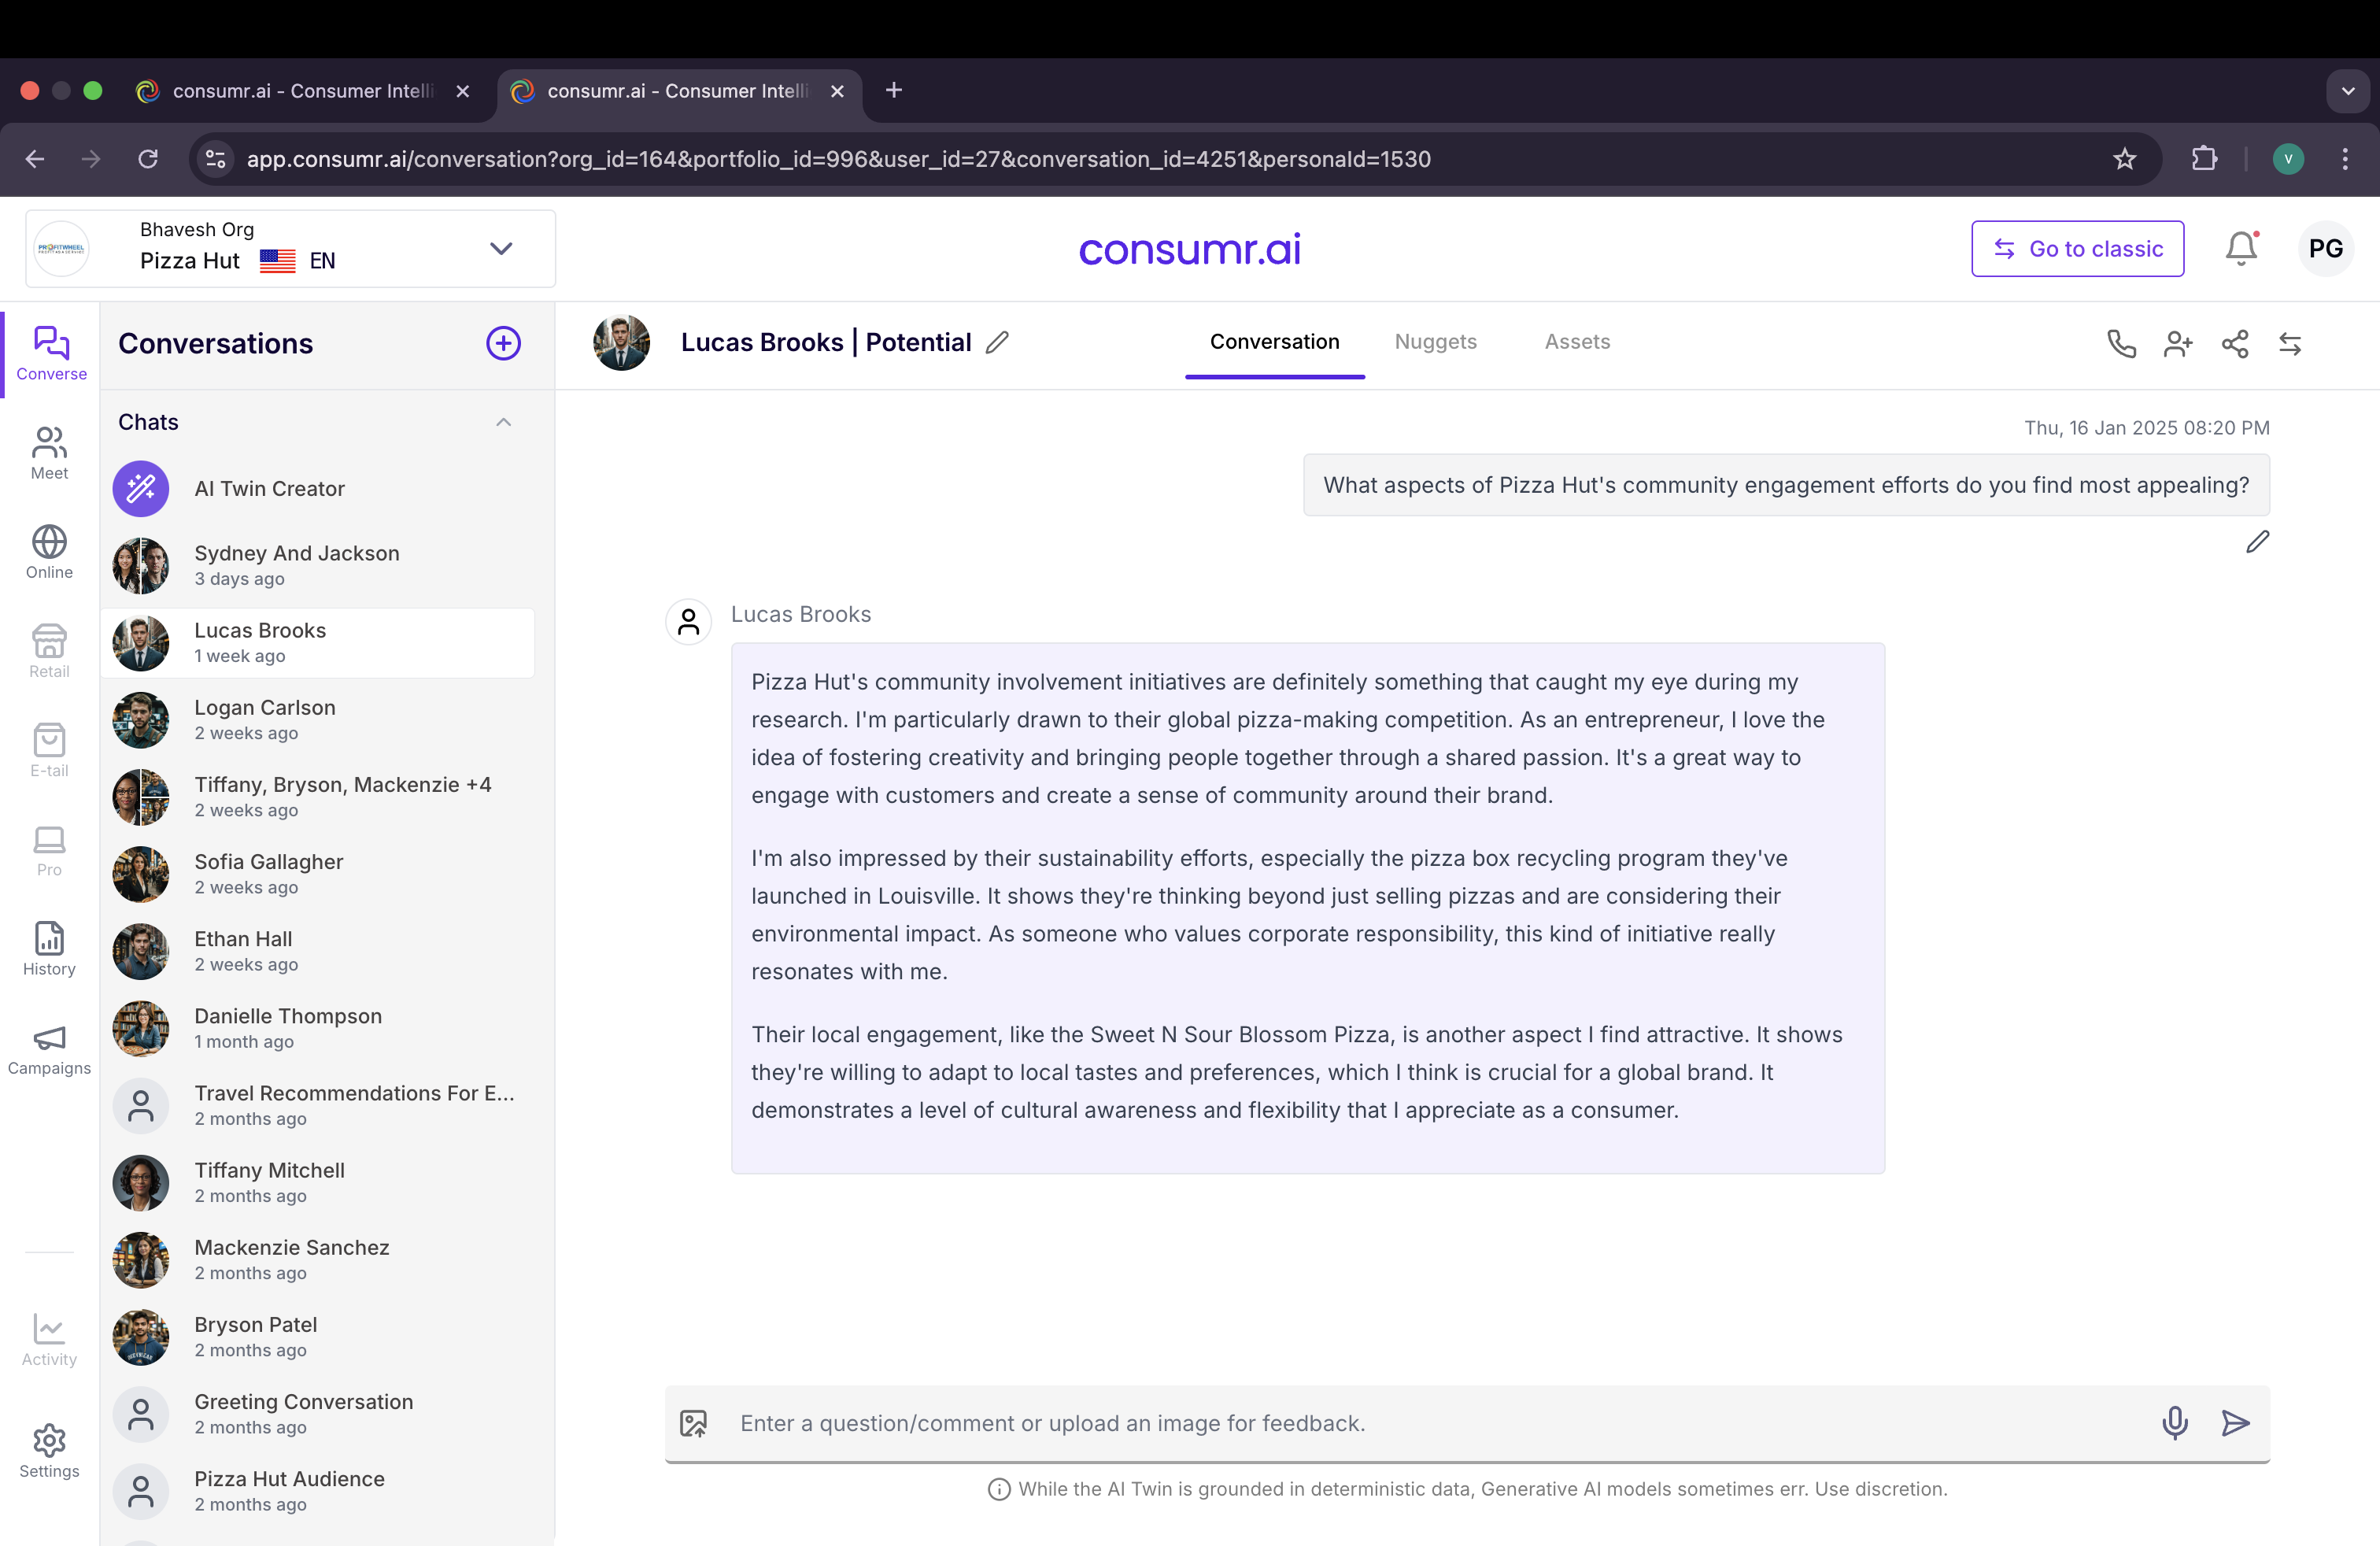 consumr.ai - Consumer Intelli
consumr.ai - Consumer Intelli
app.consumr.ai/conversation?org_id=164&portfolio_id=996&user_id=27&conversation_id=4251&personaId=1530
V
PROFITWHEEL
Bhavesh Org
Pizza Hut EN
consumr.ai
Go to classic
PG
Converse
Meet
Online
Retail
E-tail
Pro
History
Campaigns
Activity
Settings
Conversations
Chats
AI Twin Creator
Sydney And Jackson
3 days ago
Lucas Brooks
1 week ago
Logan Carlson
2 weeks ago
Tiffany, Bryson, Mackenzie +4
2 weeks ago
Sofia Gallagher
2 weeks ago
Ethan Hall
2 weeks ago
Danielle Thompson
1 month ago
Travel Recommendations For E...
2 months ago
Tiffany Mitchell
2 months ago
Mackenzie Sanchez
2 months ago
Bryson Patel
2 months ago
Greeting Conversation
2 months ago
Pizza Hut Audience
2 months ago
Lucas Brooks | Potential
Conversation
Nuggets
Assets
Thu, 16 Jan 2025 08:20 PM
What aspects of Pizza Hut's community engagement efforts do you find most appealing?
Lucas Brooks
Pizza Hut's community involvement initiatives are definitely something that caught my eye during my
research. I'm particularly drawn to their global pizza-making competition. As an entrepreneur, I love the
idea of fostering creativity and bringing people together through a shared passion. It's a great way to
engage with customers and create a sense of community around their brand.
I'm also impressed by their sustainability efforts, especially the pizza box recycling program they've
launched in Louisville. It shows they're thinking beyond just selling pizzas and are considering their
environmental impact. As someone who values corporate responsibility, this kind of initiative really
resonates with me.
Their local engagement, like the Sweet N Sour Blossom Pizza, is another aspect I find attractive. It shows
they're willing to adapt to local tastes and preferences, which I think is crucial for a global brand. It
demonstrates a level of cultural awareness and flexibility that I appreciate as a consumer.
Enter a question/comment or upload an image for feedback.
While the AI Twin is grounded in deterministic data, Generative AI models sometimes err. Use discretion.